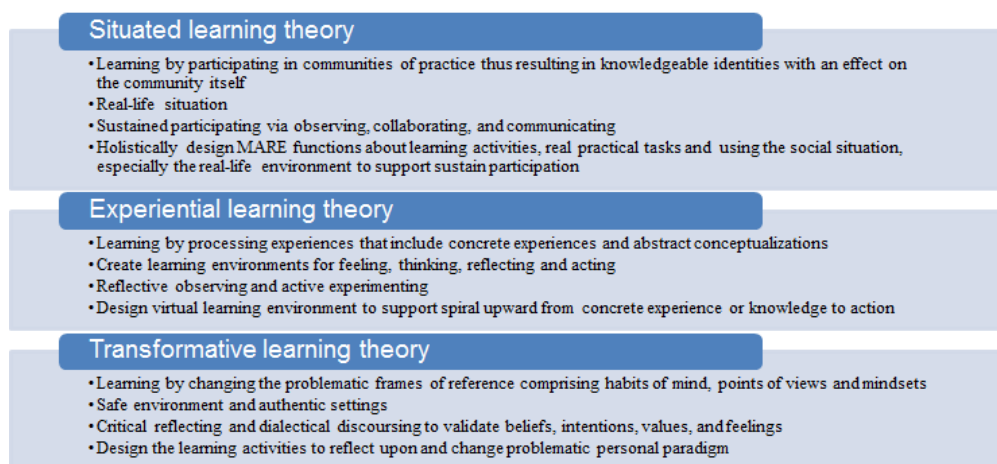 Situated learning theory
• Learning by participating in communities of practice thus resulting in knowledgeable identities with an effect on
the community itself
• Real-life situation
• Sustained participating via observing, collaborating, and communicating
• Holistically design MARE functions about learning activities, real practical tasks and using the social situation,
especially the real-life environment to support sustain participation
Experiential learning theory
• Learning by processing experiences that include concrete experiences and abstract conceptualizations
• Create learning environments for feeling, thinking, reflecting and acting
• Reflective observing and active experimenting
• Design virtual learning environment to support spiral upward from concrete experience or knowledge to action
Transformative learning theory
• Learning by changing the problematic frames of reference comprising habits of mind, points of views and mindsets
• Safe environment and authentic settings
• Critical reflecting and dialectical discoursing to validate beliefs, intentions, values, and feelings
• Design the learning activities to reflect upon and change problematic personal paradigm